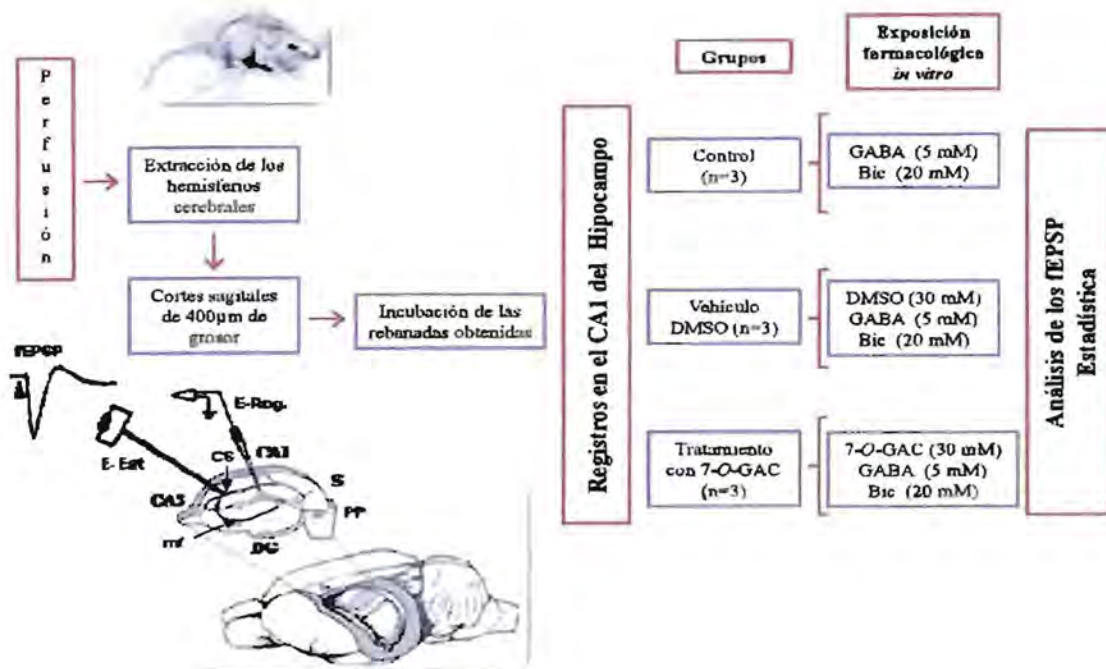 Perfusión
Extracción de los
hemisferios
cerebrales
Cortes sagitales
de 400µm de
grosor
Incubación de las
rebanadas obtenidas
fEPSP
E- Est
E-Reg.
CA1
CS
CA3
S
PP
mf
DG
Registros en el CA1 del Hipocampo
Grupos
Control
(n=3)
Vehículo
DMSO (n=3)
Tratamiento
con 7-O-GAC
(n=3)
Exposición
farmacológica
in vitro
GABA (5 mM)
Bic (20 mM)
DMSO (30 mM)
GABA (5 mM)
Bic (20 mM)
7-O-GAC (30 mM)
GABA (5 mM)
Bic (20 mM)
Análisis de los fEPSP
Estadística